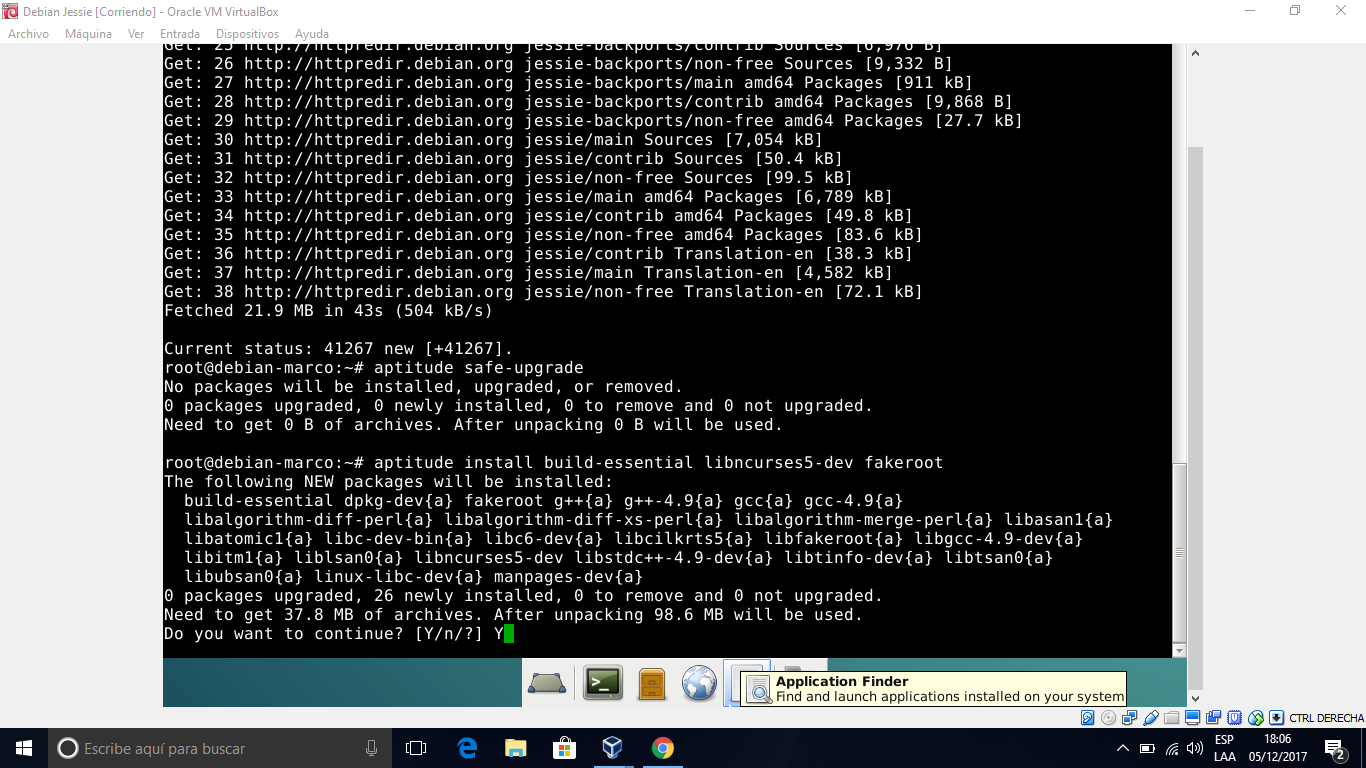 Debian Jessie [Corriendo] - Oracle VM VirtualBox
Archivo Máquina Ver Entrada Dispositivos Ayuda
Get: 25 http://httpredir.debian.org jessie-backports/contrib Sources [6,976 B]
Get: 26 http://httpredir.debian.org jessie-backports/non-free Sources [9,332 B]
Get: 27 http://httpredir.debian.org jessie-backports/main amd64 Packages [911 kB]
Get: 28 http://httpredir.debian.org jessie-backports/contrib amd64 Packages [9,868 B]
Get: 29 http://httpredir.debian.org jessie-backports/non-free amd64 Packages [27.7 kB]
Get: 30 http://httpredir.debian.org jessie/main Sources [7,054 kB]
Get: 31 http://httpredir.debian.org jessie/contrib Sources [50.4 kB]
Get: 32 http://httpredir.debian.org jessie/non-free Sources [99.5 kB]
Get: 33 http://httpredir.debian.org jessie/main amd64 Packages [6,789 kB]
Get: 34 http://httpredir.debian.org jessie/contrib amd64 Packages [49.8 kB]
Get: 35 http://httpredir.debian.org jessie/non-free amd64 Packages [83.6 kB]
Get: 36 http://httpredir.debian.org jessie/contrib Translation-en [38.3 kB]
Get: 37 http://httpredir.debian.org jessie/main Translation-en [4,582 kB]
Get: 38 http://httpredir.debian.org jessie/non-free Translation-en [72.1 kB]
Fetched 21.9 MB in 43s (504 kB/s)
Current status: 41267 new [+41267].
root@debian-marco:~# aptitude safe-upgrade
No packages will be installed, upgraded, or removed.
0 packages upgraded, 0 newly installed, 0 to remove and 0 not upgraded.
Need to get 0 B of archives. After unpacking 0 B will be used.
root@debian-marco:~# aptitude install build-essential libncurses5-dev fakeroot
The following NEW packages will be installed:
build-essential dpkg-dev{a} fakeroot g++{a} g++-4.9{a} gcc{a} gcc-4.9{a}
libalgorithm-diff-perl{a} libalgorithm-diff-xs-perl{a} libalgorithm-merge-perl{a} libasan1{a}
libatomic1{a} libc-dev-bin{a} libc6-dev{a} libcilkrts5{a} libfakeroot{a} libgcc-4.9-dev{a}
libitm1{a} liblsan0{a} libncurses5-dev libstdc++-4.9-dev{a} libtinfo-dev{a} libtsan0{a}
libubsan0{a} linux-libc-dev{a} manpages-dev{a}
0 packages upgraded, 26 newly installed, 0 to remove and 0 not upgraded.
Need to get 37.8 MB of archives. After unpacking 98.6 MB will be used.
Do you want to continue? [Y/n/?] Y
Application Finder
Find and launch applications installed on your system
CTRL DERECHA
Escribe aquí para buscar
ESP
LAA
18:06
05/12/2017
2